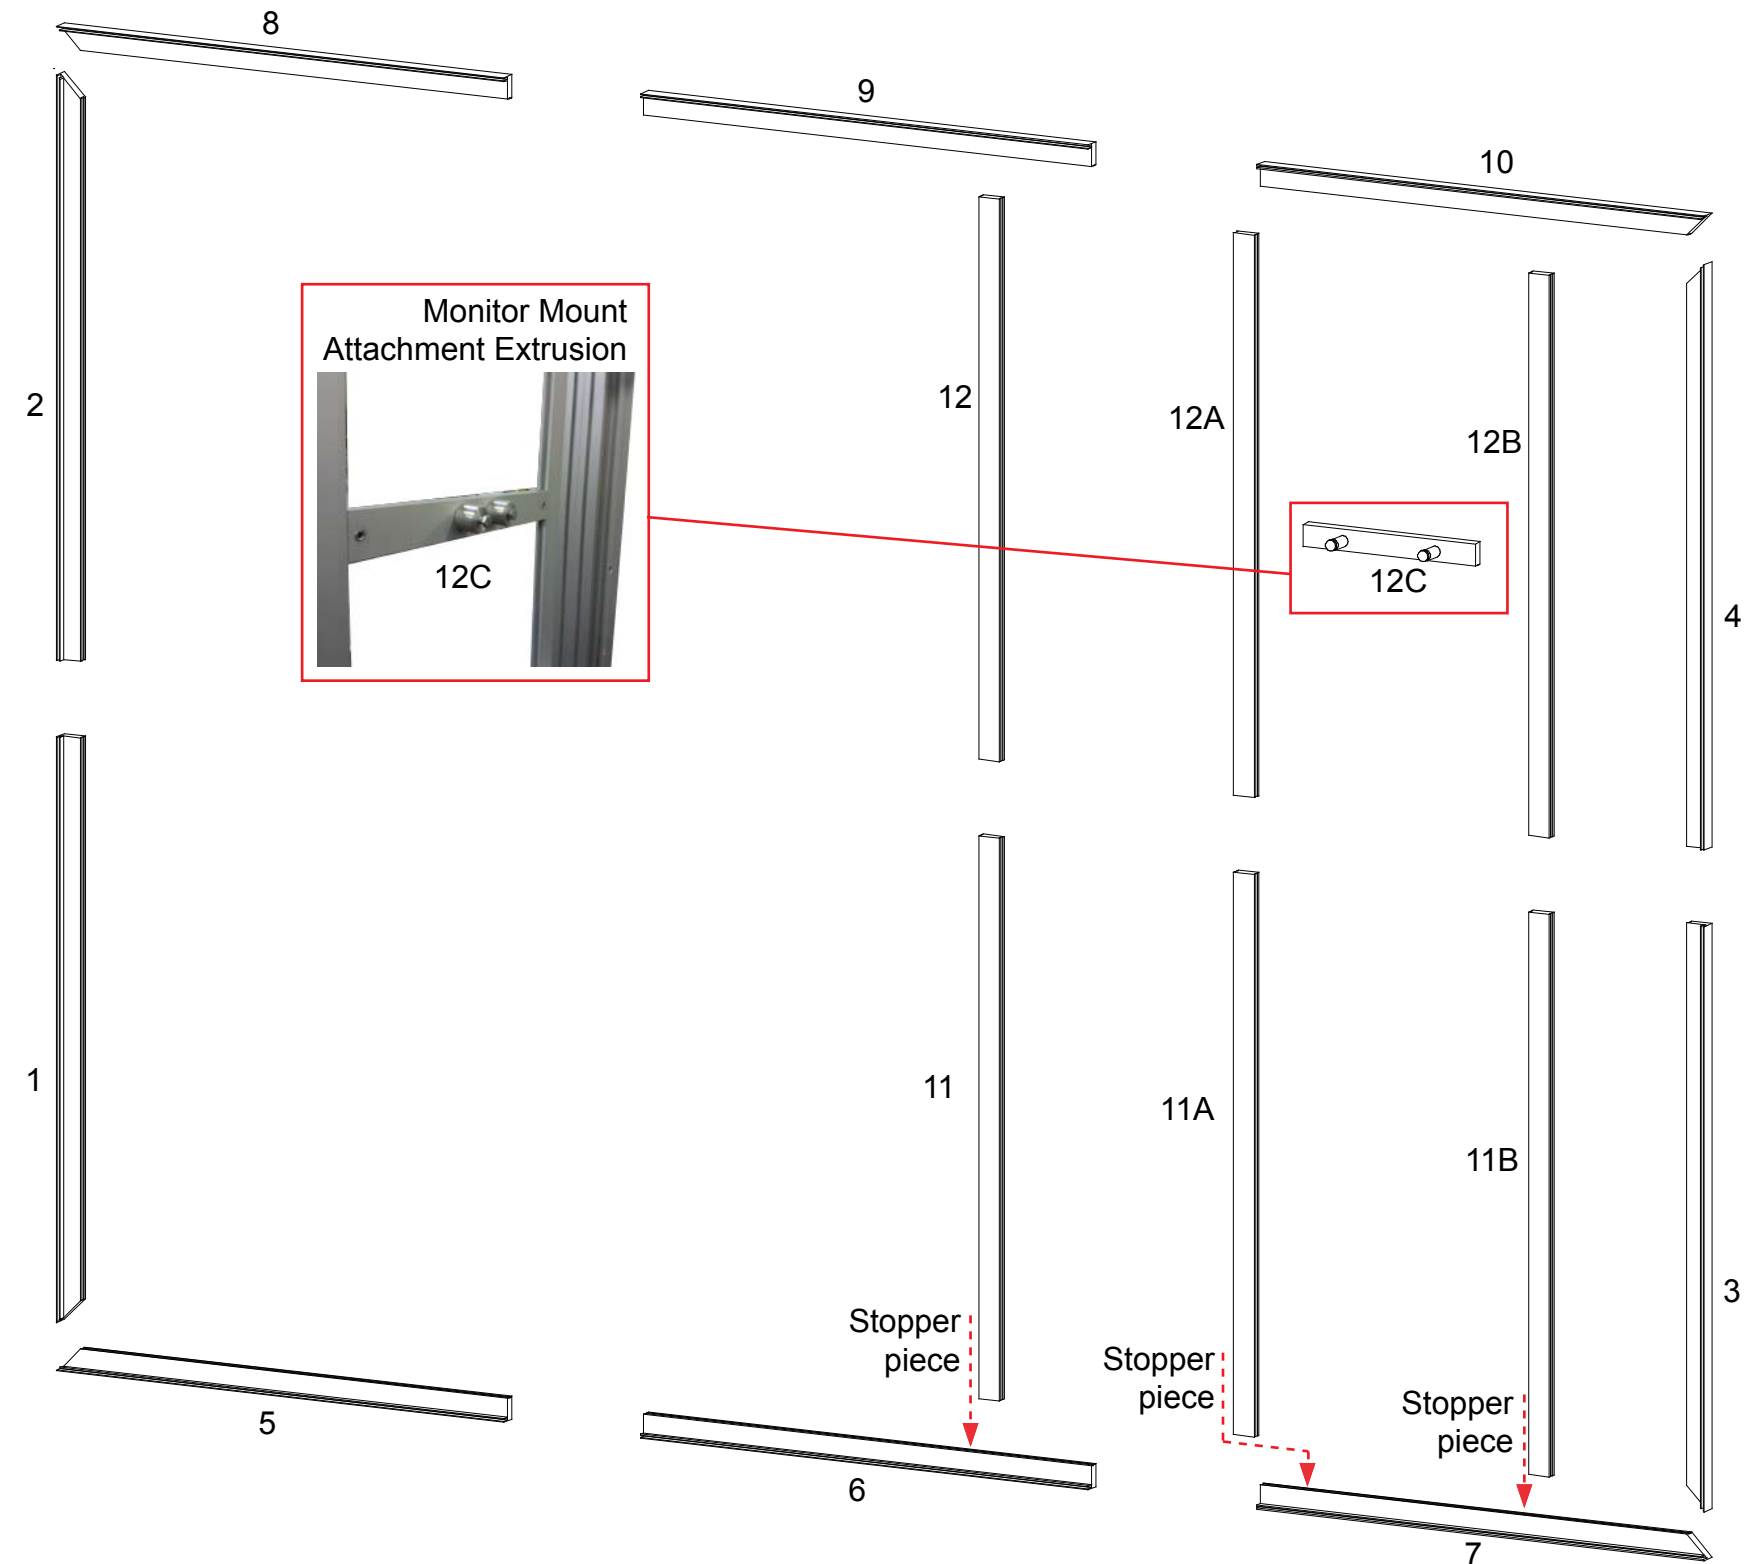 8
9
10
Monitor Mount
Attachment Extrusion
12C
2
12
12A
12B
12C
4
1
11
11A
11B
3
Stopper
piece
Stopper
piece
Stopper
piece
5
6
7